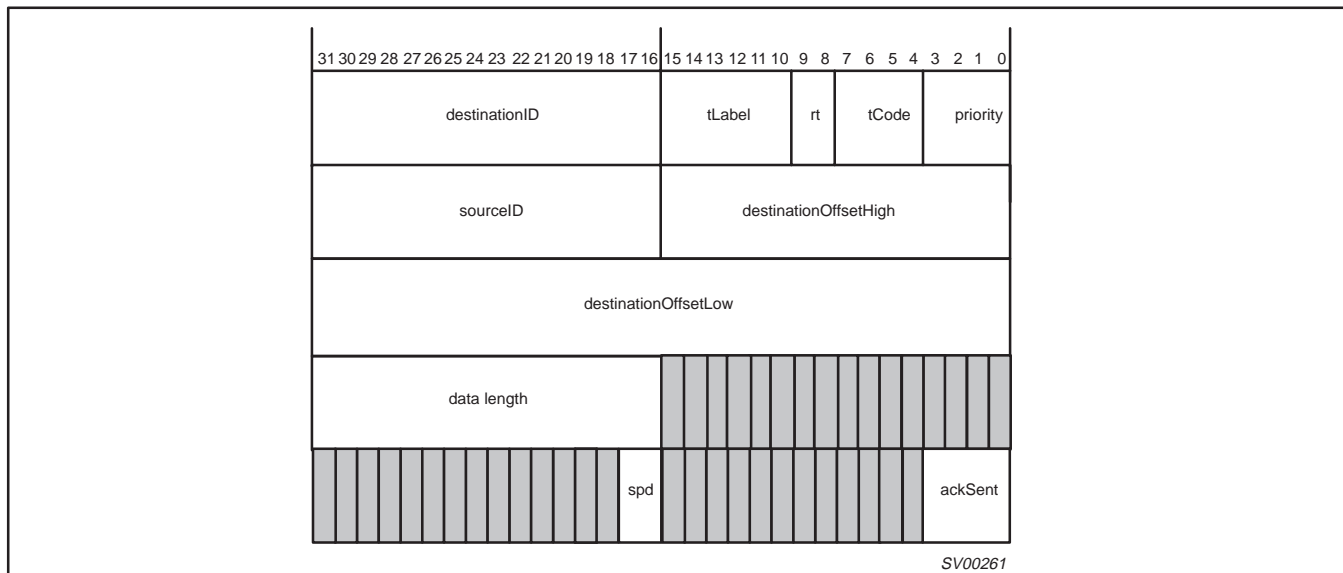 31 30 29 28 27 26 25 24 23 22 21 20 19 18 17 16 15 14 13 12 11 10 9 8 7 6 5 4 3 2 1 0
destinationID tLabel rt tCode priority
sourceID destinationOffsetHigh
destinationOffsetLow
data length
spd ackSent
SV00261